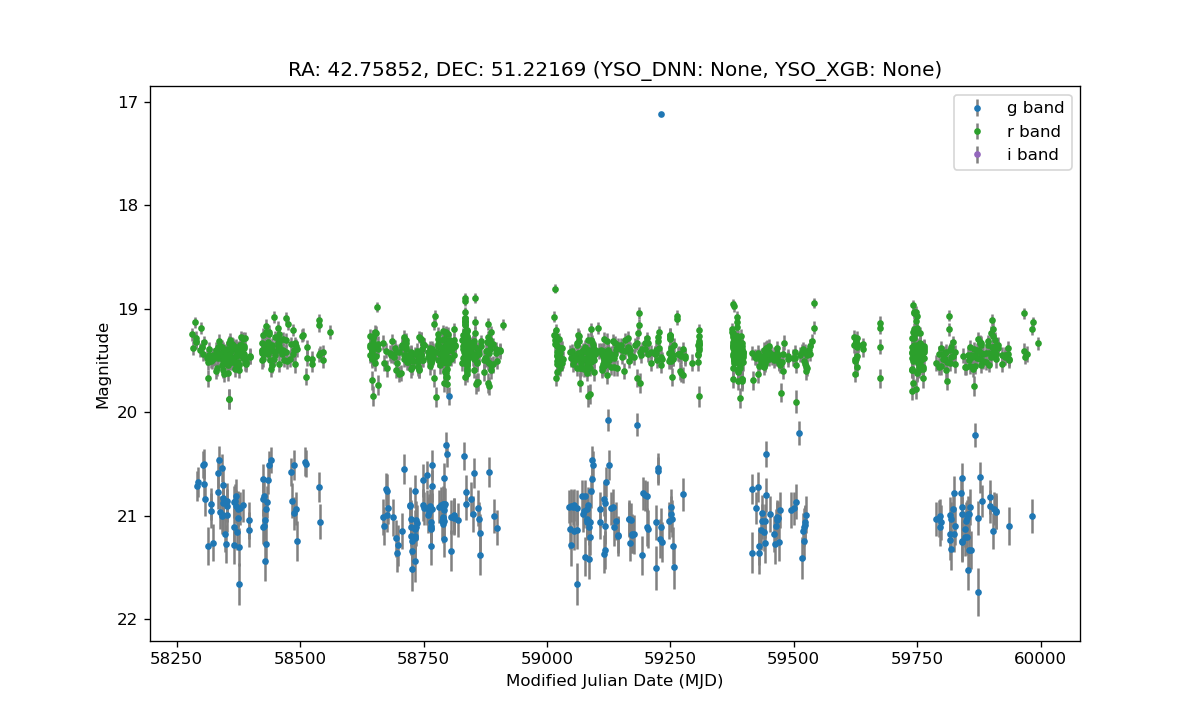 RA: 42.75852, DEC: 51.22169 (YSO_DNN: None, YSO_XGB: None)
g band
r band
i band
17
18
19
20
21
22
Magnitude
58250 58500 58750 59000 59250 59500 59750 60000
Modified Julian Date (MJD)